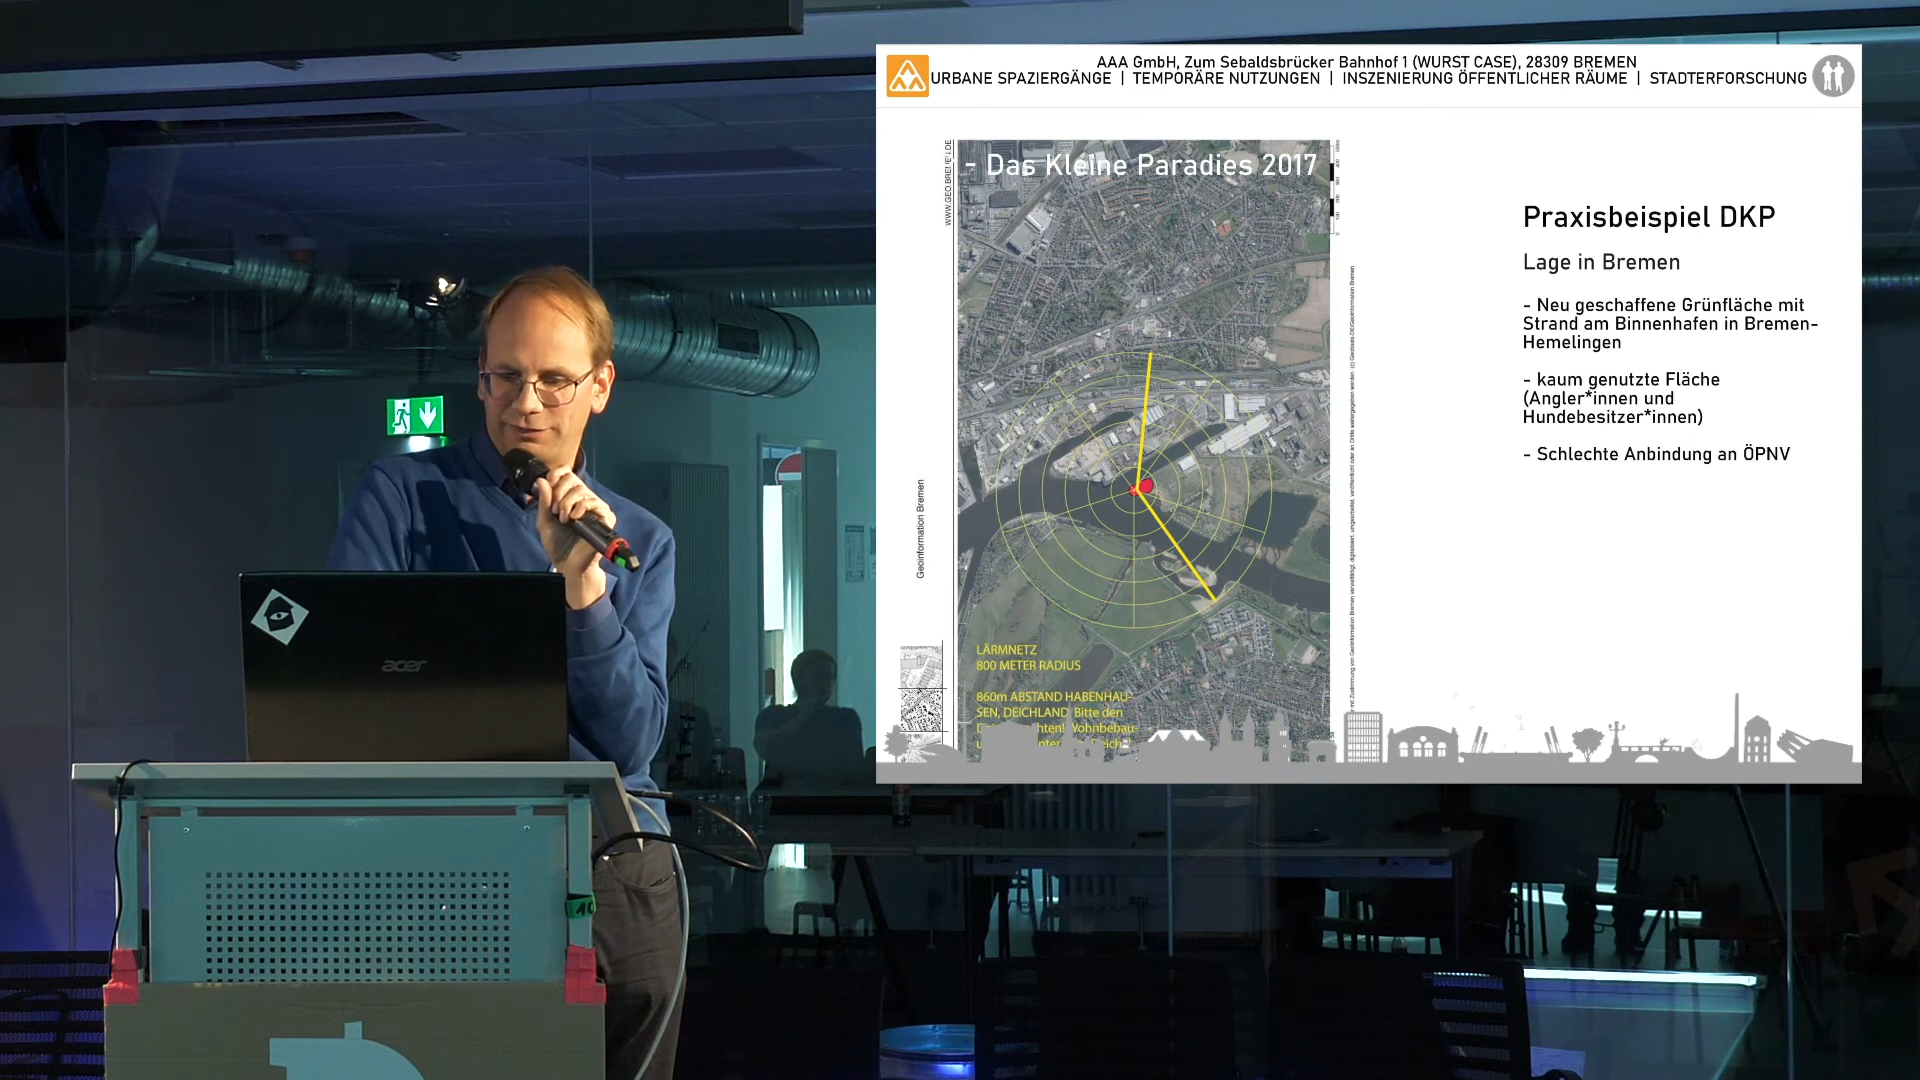 AAA GmbH, Zum Sebaldsbrücker Bahnhof 1 (WURST CASE), 28309 BREMEN
URBANE SPAZIERGÄNGE | TEMPORÄRE NUTZUNGEN | INSZENIERUNG ÖFFENTLICHER RÄUME | STADTERFORSCHUNG
- Das Kleine Paradies 2017
WWW.GEO.BREMEN.DE
Geoinformation Bremen
LÄRMNETZ
800 METER RADIUS
860m ABSTAND HABENHAU-
SEN, DEICHLAND Bitte den
Praxisbeispiel DKP
Lage in Bremen
- Neu geschaffene Grünfläche mit
Strand am Binnenhafen in Bremen-
Hemelingen
- kaum genutzte Fläche
(Angler*innen und
Hundebesitzer*innen)
- Schlechte Anbindung an ÖPNV
acer